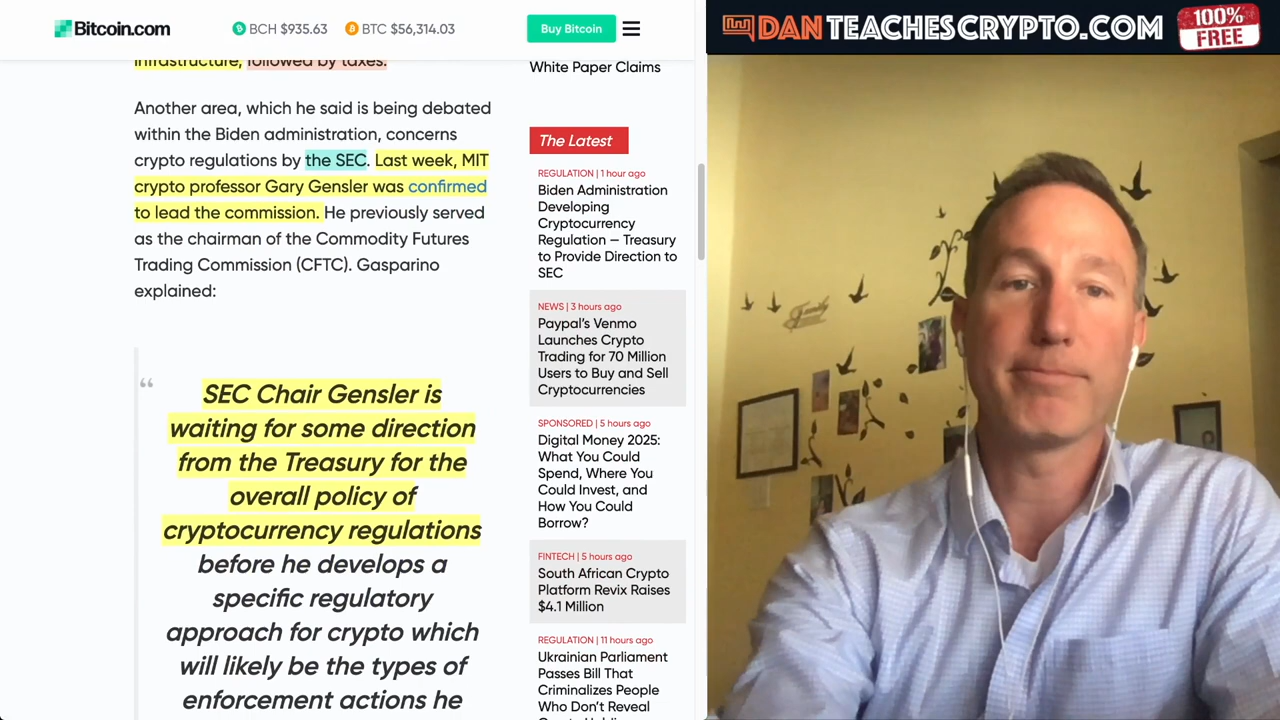 Bitcoin.com
BCH $935.63
BTC $56,314.03
Buy Bitcoin
infrastructure, followed by taxes.
Another area, which he said is being debated
within the Biden administration, concerns
crypto regulations by the SEC. Last week, MIT
crypto professor Gary Gensler was confirmed
to lead the commission. He previously served
as the chairman of the Commodity Futures
Trading Commission (CFTC). Gasparino
explained:
“
SEC Chair Gensler is
waiting for some direction
from the Treasury for the
overall policy of
cryptocurrency regulations
before he develops a
specific regulatory
approach for crypto which
will likely be the types of
enforcement actions he
White Paper Claims
The Latest
REGULATION | 1 hour ago
Biden Administration
Developing
Cryptocurrency
Regulation — Treasury
to Provide Direction to
SEC
NEWS | 3 hours ago
Paypal's Venmo
Launches Crypto
Trading for 70 Million
Users to Buy and Sell
Cryptocurrencies
SPONSORED | 5 hours ago
Digital Money 2025:
What You Could
Spend, Where You
Could Invest, and
How You Could
Borrow?
FINTECH | 5 hours ago
South African Crypto
Platform Revix Raises
$4.1 Million
REGULATION | 11 hours ago
Ukrainian Parliament
Passes Bill That
Criminalizes People
Who Don't Reveal
DANTEACHESCRYPTO.COM
100%
FREE
Family